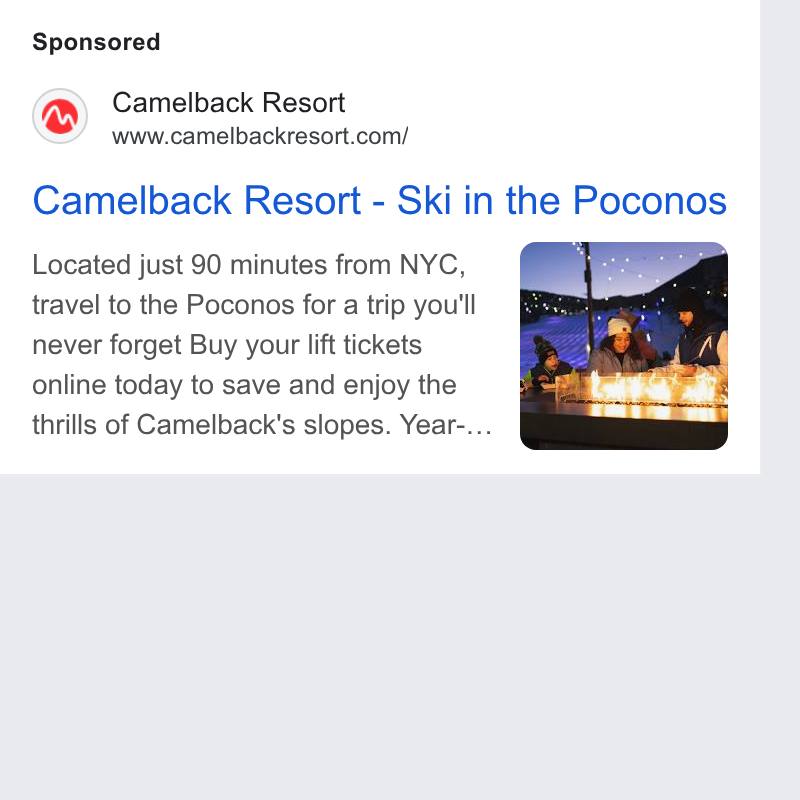 Sponsored
Camelback Resort
www.camelbackresort.com/
Camelback Resort - Ski in the Poconos
Located just 90 minutes from NYC,
travel to the Poconos for a trip you'll
never forget Buy your lift tickets
online today to save and enjoy the
thrills of Camelback's slopes. Year-…